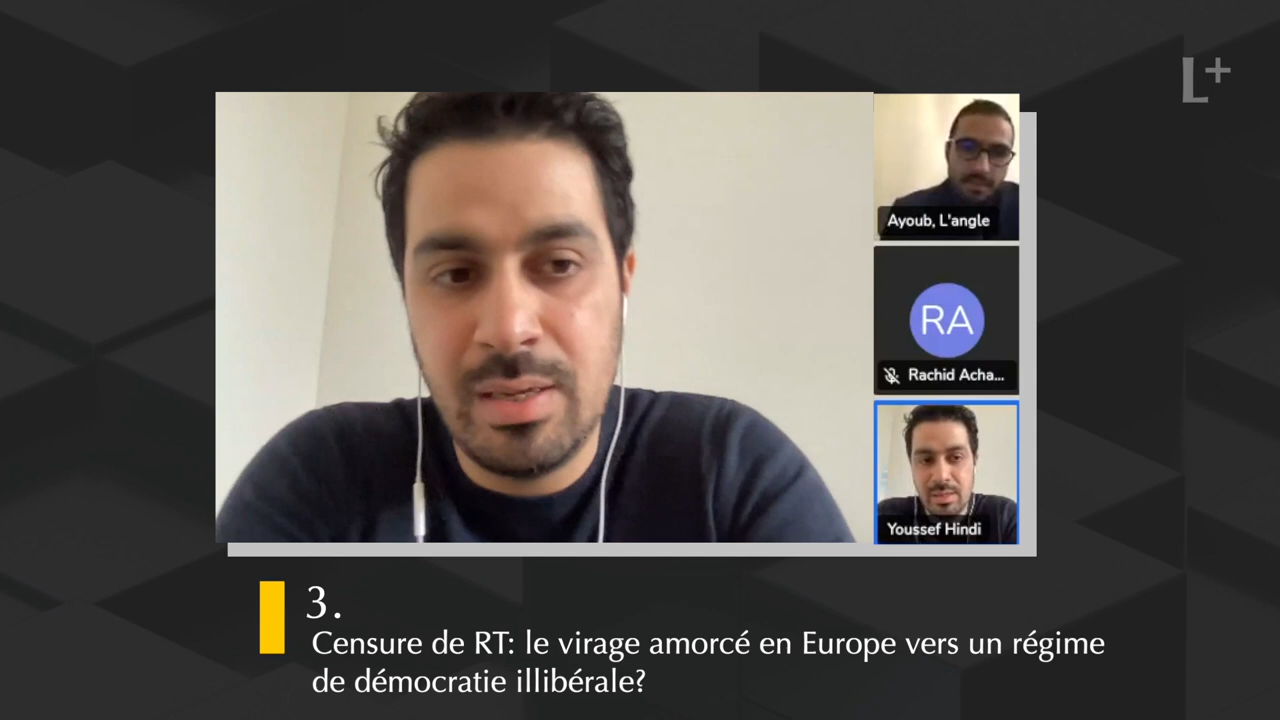 L+
Ayoub, L'angle
RA
Rachid Acha...
Youssef Hindi
3.
Censure de RT: le virage amorcé en Europe vers un régime
de démocratie illibérale?